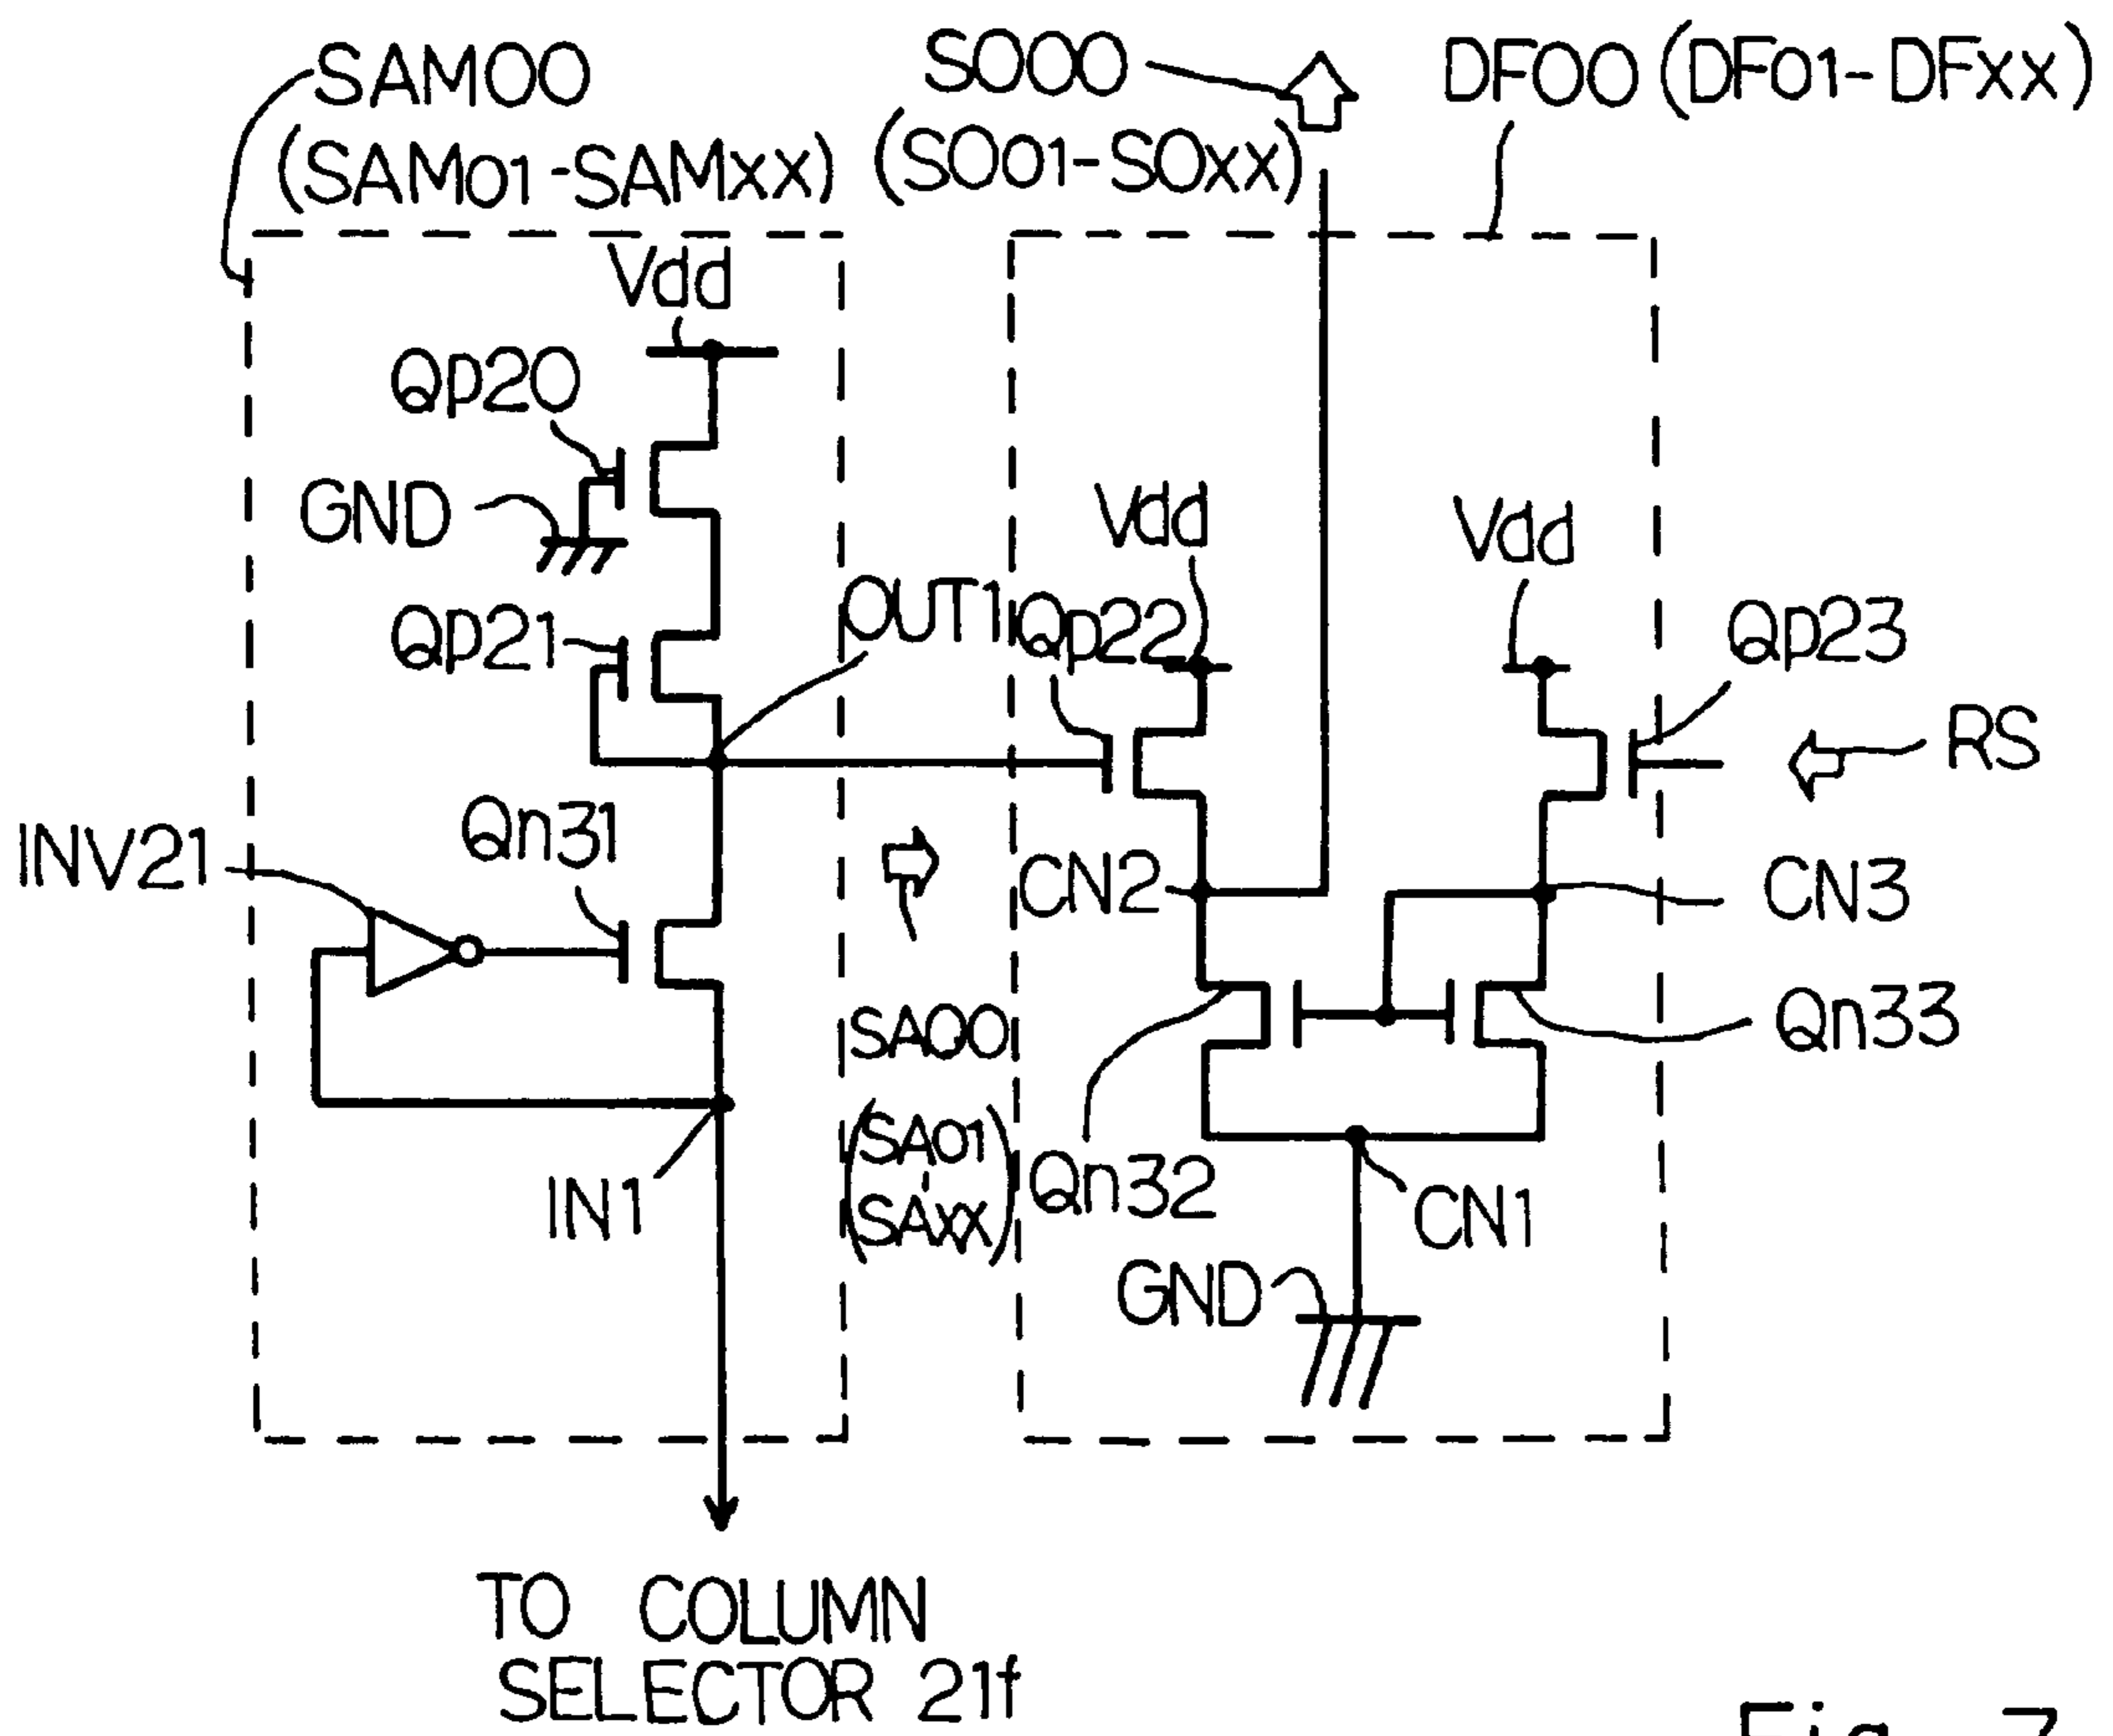 SAM00
(SAM01-SAMxx)
SO00
(SO01-SOxx)
DF00 (DF01-DFxx)
Vdd
Qp20
GND
Qp21
OUT1
Qp22
Vdd
Vdd
Qp23
RS
INV21
Qn31
CN2
CN3
SA00
(SA01
-
SAxx)
Qn32
Qn33
IN1
CN1
GND
TO COLUMN
SELECTOR 21f